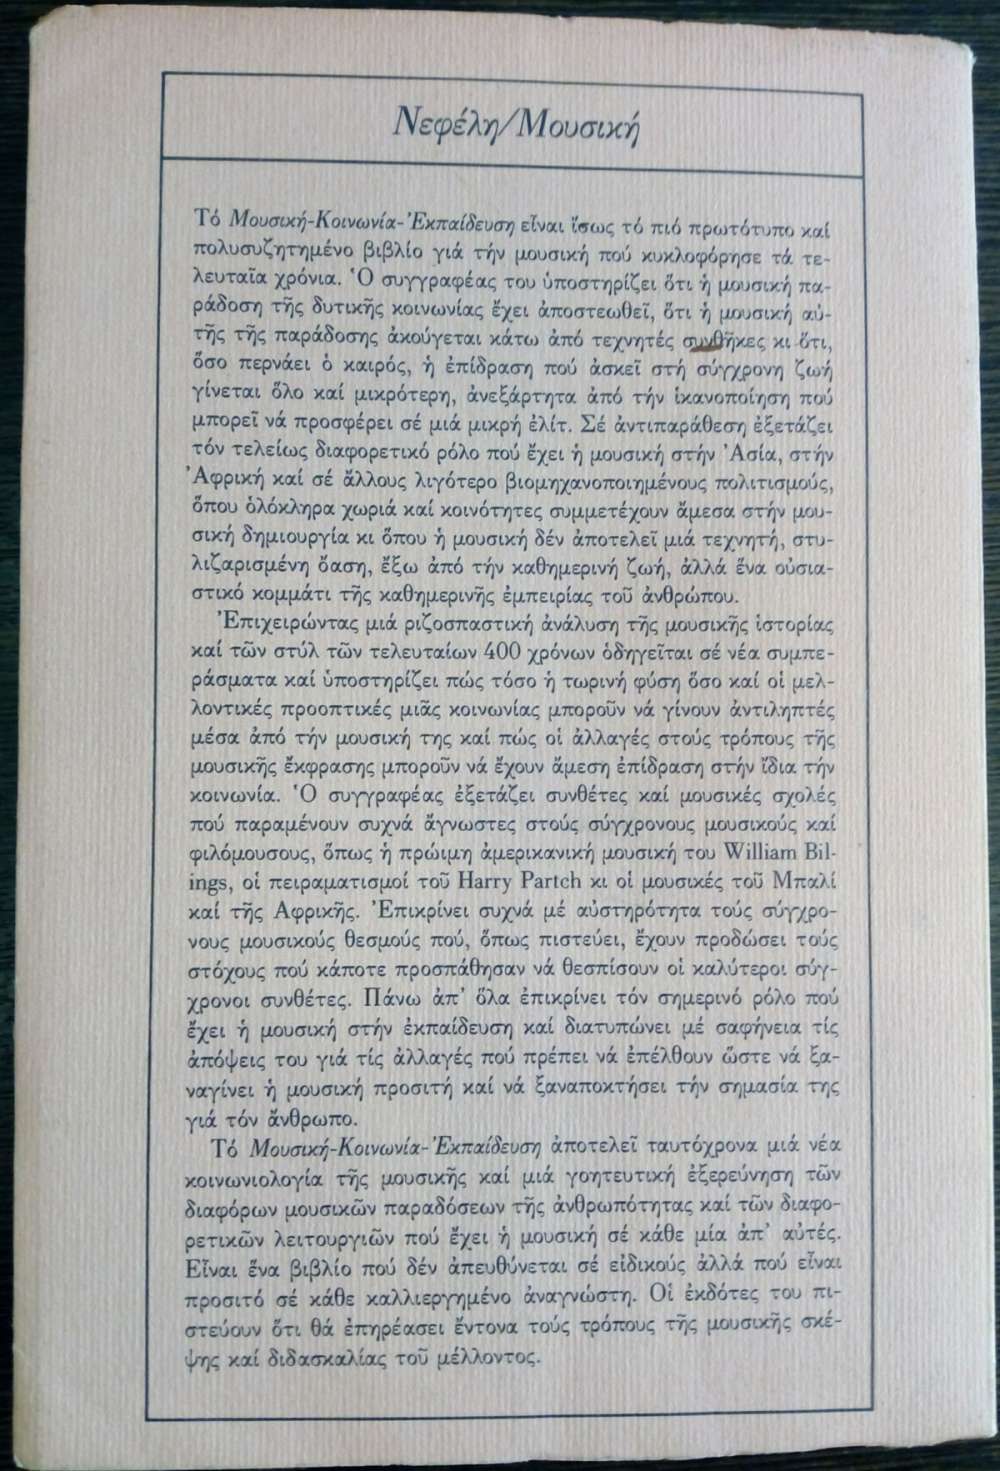 Νεφέλη/Μουσική
Τό Μουσική-Κοινωνία-Ἐκπαίδευση εἶναι ἴσως τό πιό πρωτότυπο καί
πολυσυζητημένο βιβλίο γιά τήν μουσική πού κυκλοφόρησε τά τε-
λευταῖα χρόνια. Ὁ συγγραφέας του ὑποστηρίζει ὅτι ἡ μουσική πα-
ράδοση τῆς δυτικῆς κοινωνίας ἔχει ἀποστεωθεῖ, ὅτι ἡ μουσική αὐ-
τῆς τῆς παράδοσης ἀκούγεται κάτω ἀπό τεχνητές συνθῆκες κι ὅτι,
ὅσο περνάει ὁ καιρός, ἡ ἐπίδραση πού ἀσκεῖ στή σύγχρονη ζωή
γίνεται ὅλο καί μικρότερη, ἀνεξάρτητα ἀπό τήν ἱκανοποίηση πού
μπορεῖ νά προσφέρει σέ μιά μικρή ἐλίτ. Σέ ἀντιπαράθεση ἐξετάζει
τόν τελείως διαφορετικό ρόλο πού ἔχει ἡ μουσική στήν Ἀσία, στήν
Ἀφρική καί σέ ἄλλους λιγότερο βιομηχανοποιημένους πολιτισμούς,
ὅπου ὁλόκληρα χωριά καί κοινότητες συμμετέχουν ἄμεσα στήν μου-
σική δημιουργία κι ὅπου ἡ μουσική δέν ἀποτελεῖ μιά τεχνητή, στυ-
λιζαρισμένη ὄαση, ἔξω ἀπό τήν καθημερινή ζωή, ἀλλά ἕνα οὐσια-
στικό κομμάτι τῆς καθημερινῆς ἐμπειρίας τοῦ ἀνθρώπου.
Ἐπιχειρώντας μιά ριζοσπαστική ἀνάλυση τῆς μουσικῆς ἱστορίας
καί τῶν στύλ τῶν τελευταίων 400 χρόνων ὁδηγεῖται σέ νέα συμπε-
ράσματα καί ὑποστηρίζει πώς τόσο ἡ τωρινή φύση ὅσο καί οἱ μελ-
λοντικές προοπτικές μιᾶς κοινωνίας μποροῦν νά γίνουν ἀντιληπτές
μέσα ἀπό τήν μουσική της καί πώς οἱ ἀλλαγές στούς τρόπους τῆς
μουσικῆς ἔκφρασης μποροῦν νά ἔχουν ἄμεση ἐπίδραση στήν ἴδια τήν
κοινωνία. Ὁ συγγραφέας ἐξετάζει συνθέτες καί μουσικές σχολές
πού παραμένουν συχνά ἄγνωστες στούς σύγχρονους μουσικούς καί
φιλόμουσους, ὅπως ἡ πρώιμη ἀμερικανική μουσική του William Bil-
ings, οἱ πειραματισμοί τοῦ Harry Partch κι οἱ μουσικές τοῦ Μπαλί
καί τῆς Αφρικῆς. Ἐπικρίνει συχνά μέ αὐστηρότητα τούς σύγχρο-
νους μουσικούς θεσμούς πού, ὅπως πιστεύει, ἔχουν προδώσει τούς
στόχους πού κάποτε προσπάθησαν νά θεσπίσουν οἱ καλύτεροι σύγ-
χρονοι συνθέτες. Πάνω ἀπ' ὅλα ἐπικρίνει τόν σημερινό ρόλο πού
ἔχει ἡ μουσική στήν ἐκπαίδευση καί διατυπώνει μέ σαφήνεια τίς
ἀπόψεις του γιά τίς ἀλλαγές πού πρέπει νά ἐπέλθουν ὥστε νά ξα-
ναγίνει ἡ μουσική προσιτή καί νά ξαναποκτήσει τήν σημασία της
γιά τόν ἄνθρωπο.
Τό Μουσική-Κοινωνία-Ἐκπαίδευση ἀποτελεῖ ταυτόχρονα μιά νέα
κοινωνιολογία τῆς μουσικῆς καί μιά γοητευτική ἐξερεύνηση τῶν
διαφόρων μουσικῶν παραδόσεων τῆς ἀνθρωπότητας καί τῶν διαφο-
ρετικῶν λειτουργιῶν πού ἔχει ἡ μουσική σέ κάθε μία ἀπ' αὐτές.
Εἶναι ἕνα βιβλίο πού δέν ἀπευθύνεται σέ εἰδικούς ἀλλά πού εἶναι
προσιτό σέ κάθε καλλιεργημένο ἀναγνώστη. Οἱ ἐκδότες του πι-
στεύουν ὅτι θά ἐπηρέασει ἔντονα τούς τρόπους τῆς μουσικῆς σκέ-
ψης καί διδασκαλίας τοῦ μέλλοντος.